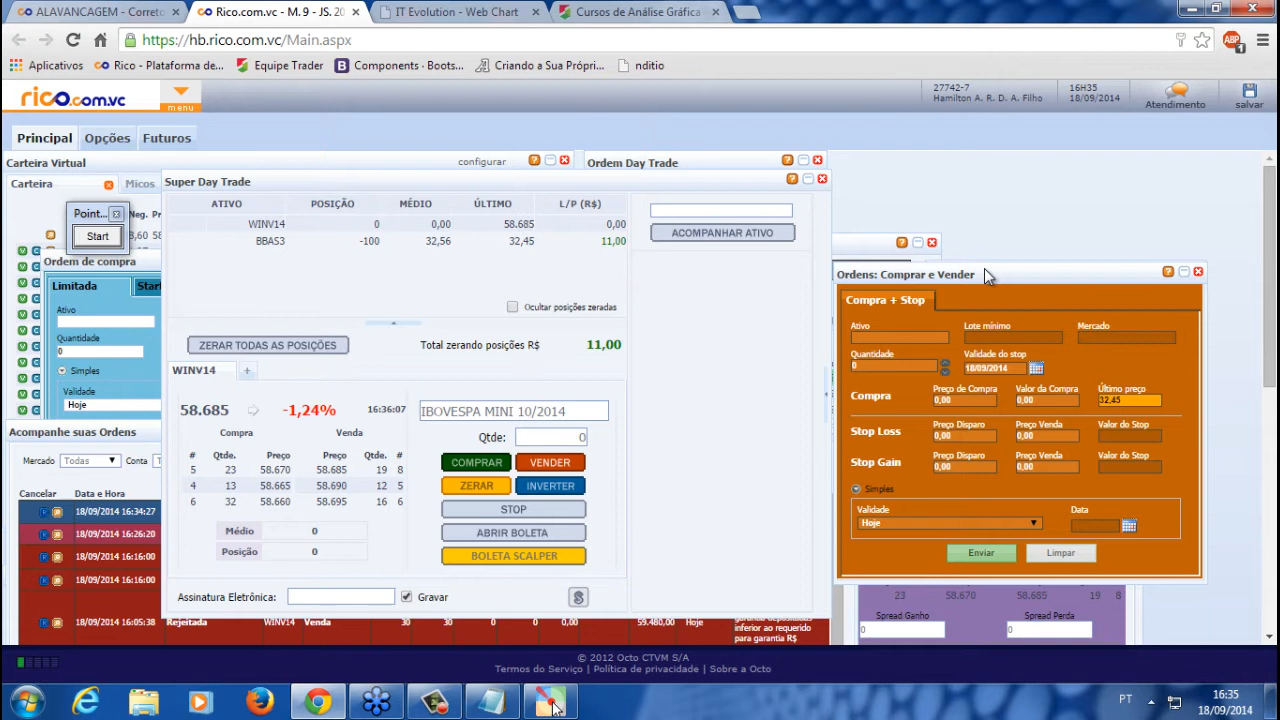 ALAVANCAGEM - Correto
Rico.com.vc - M. 9 - JS. 20
IT Evolution - Web Chart
Cursos de Análise Gráfica
https://hb.rico.com.vc/Main.aspx
Aplicativos
Rico - Plataforma de...
Equipe Trader
Components · Boots...
Criando a Sua Própri...
nditio
rico.com.vc
menu
27742-7
Hamilton A. R. D. A. Filho
16H35
18/09/2014
Atendimento
salvar
Principal
Opções
Futuros
Carteira Virtual
configurar
Ordem Day Trade
Carteira
Micos
Super Day Trade
Point...
Start
Neg.
ATIVO POSIÇÃO MÉDIO ÚLTIMO L/P (R$)
WINV14 0 0,00 58.685 0,00
BBAS3 -100 32,56 32,45 11,00
ACOMPANHAR ATIVO
Ocultar posições zeradas
ZERAR TODAS AS POSIÇÕES
Total zerando posições R$ 11,00
WINV14
+
58.685
-1,24%
16:36:07
IBOVESPA MINI 10/2014
Compra Venda
Qtde: 0
# Qtde. Preço Preço Qtde. #
5 23 58.670 58.685 19 8
4 13 58.665 58.690 12 5
6 32 58.660 58.695 16 6
COMPRAR
VENDER
ZERAR
INVERTER
STOP
ABRIR BOLETA
BOLETA SCALPER
Médio 0
Posição 0
Assinatura Eletrônica:
Gravar
Ordem de compra
Limitada
Start
Ativo
Quantidade
0
Simples
Validade
Hoje
Acompanhe suas Ordens
Mercado Todas Conta
Cancelar Data e Hora
18/09/2014 16:34:27
18/09/2014 16:26:20
18/09/2014 16:16:00
18/09/2014 16:16:00
18/09/2014 16:05:38 Rejeitada WINV14 Venda 30 30 0 0,00 59.480,00 Hoje
inferior ao requerido
para garantia R$
Ordens: Comprar e Vender
Compra + Stop
Ativo Lote mínimo Mercado
Quantidade Validade do stop
0 18/09/2014
Compra
Preço de Compra Valor da Compra Último preço
0,00 0,00 32,45
Stop Loss
Preço Disparo Preço Venda Valor do Stop
0,00 0,00
Stop Gain
Preço Disparo Preço Venda Valor do Stop
0,00 0,00
Simples
Validade Data
Hoje
Enviar
Limpar
23 58.670 58.685 19 8
Spread Ganho Spread Perda
0 0
© 2012 Octo CTVM S/A
Termos do Serviço | Política de privacidade | Sobre a Octo
PT
16:35
18/09/2014